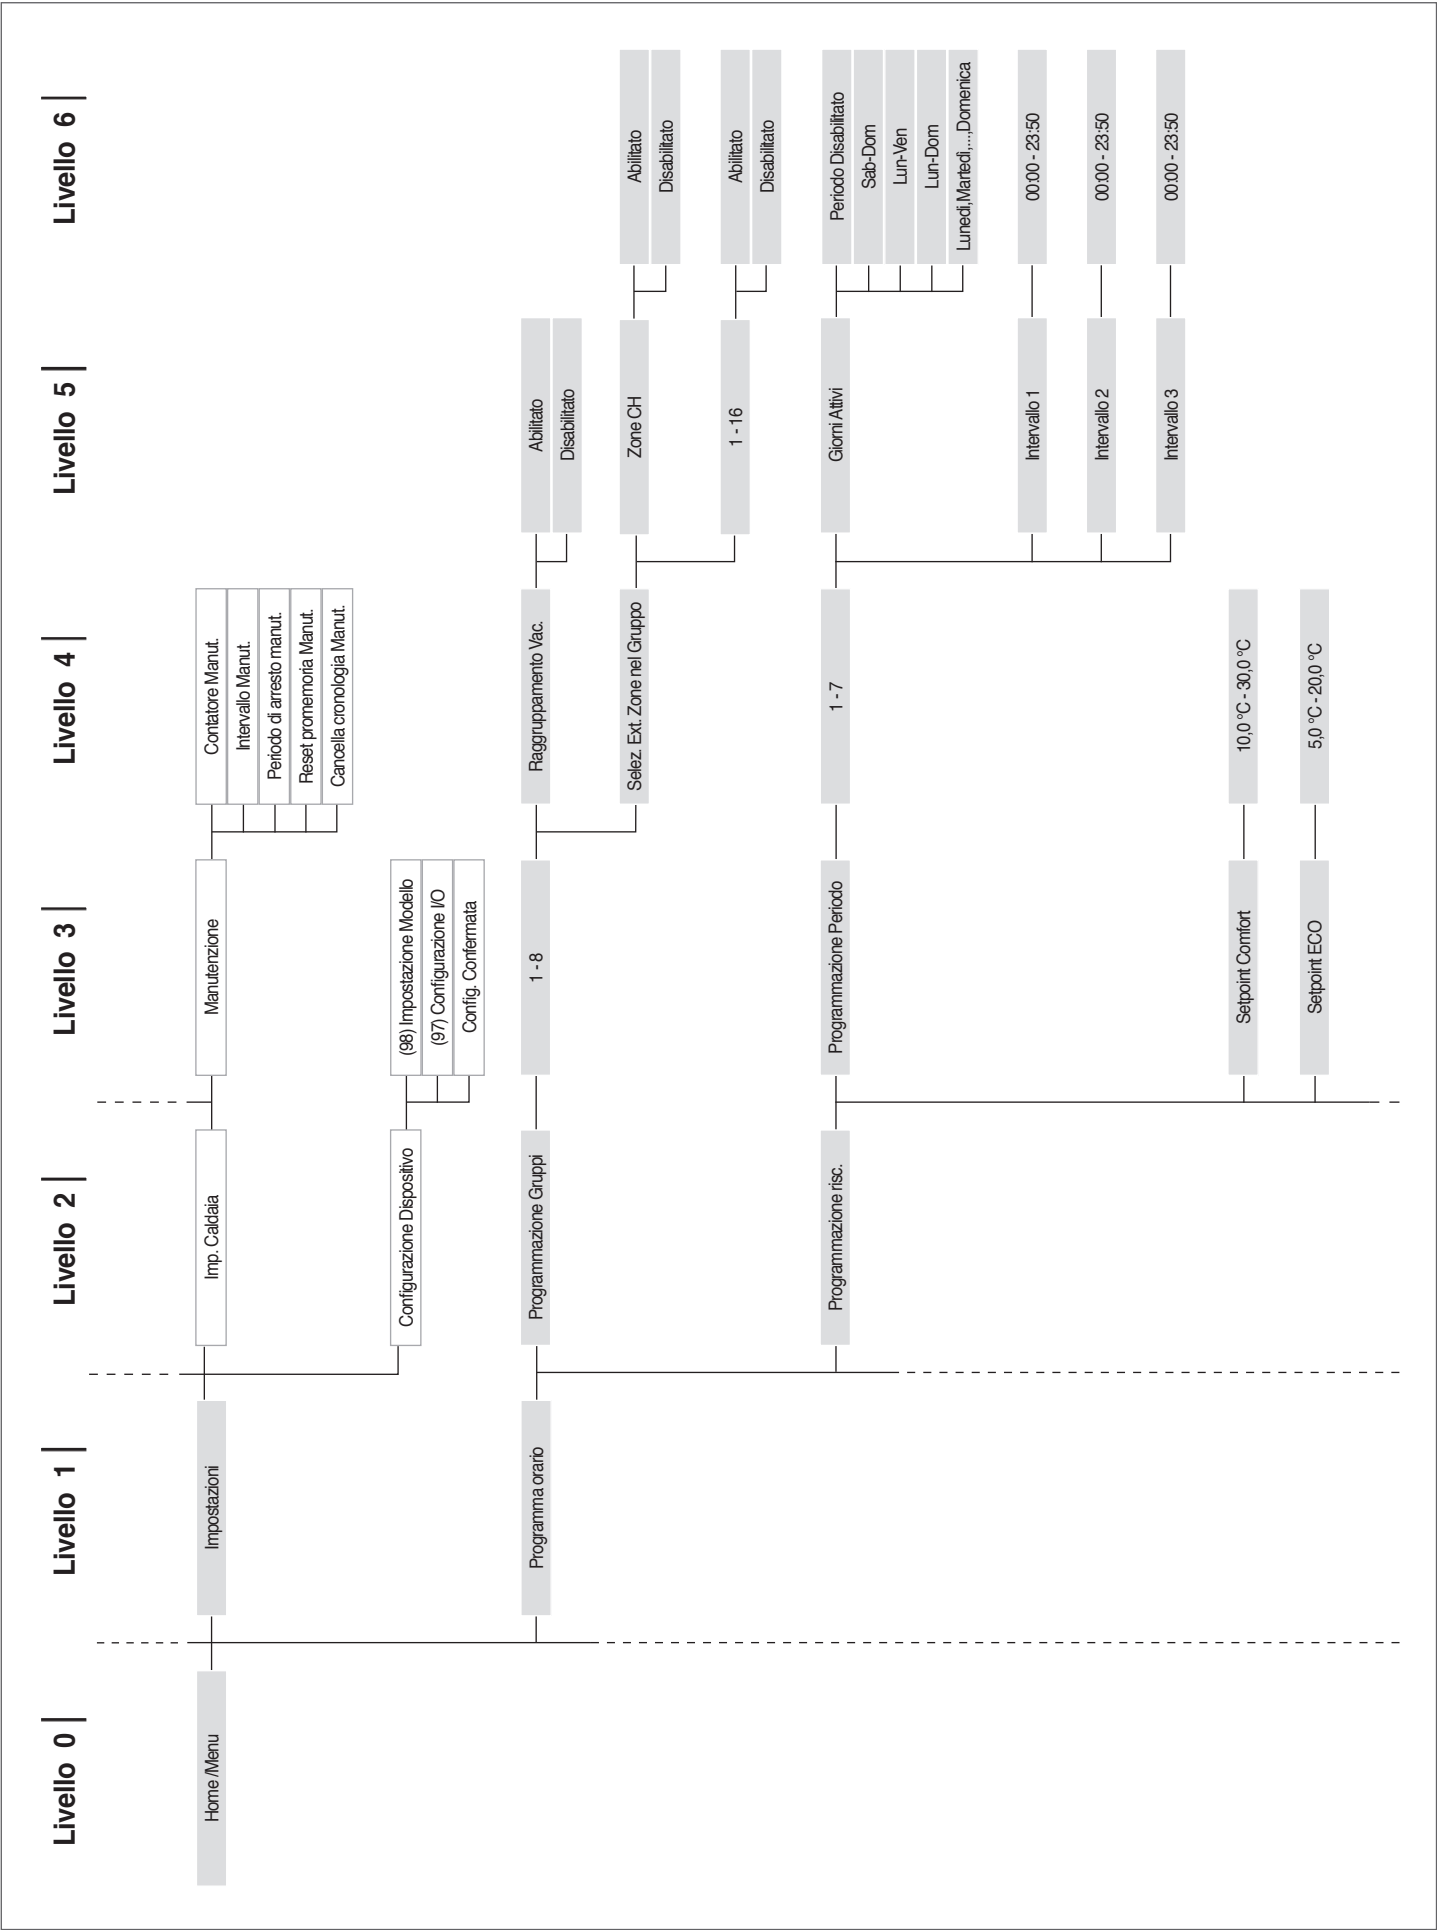 Livello 0
Livello 1
Livello 2
Livello 3
Livello 4
Livello 5
Livello 6
Home /Menu
Impostazioni
Imp. Caldaia
Manutenzione
Contatore Manut.
Intervallo Manut.
Periodo di arresto manut.
Reset promemoria Manut.
Cancella cronologia Manut.
Configurazione Dispositivo
(98) Impostazione Modello
(97) Configurazione I/O
Config. Confermata
Programma orario
Programmazione Gruppi
1 - 8
Raggruppamento Vac.
Abilitato
Disabilitato
Selez. Ext. Zone nel Gruppo
Zone CH
Abilitato
Disabilitato
1 - 16
Abilitato
Disabilitato
Programmazione risc.
Programmazione Periodo
1 - 7
Giorni Attivi
Periodo Disabilitato
Sab-Dom
Lun-Ven
Lun-Dom
Lunedì,Martedì,...,Domenica
Intervallo 1
00:00 - 23:50
Intervallo 2
00:00 - 23:50
Intervallo 3
00:00 - 23:50
Setpoint Comfort
10,0 °C - 30,0 °C
Setpoint ECO
5,0 °C - 20,0 °C